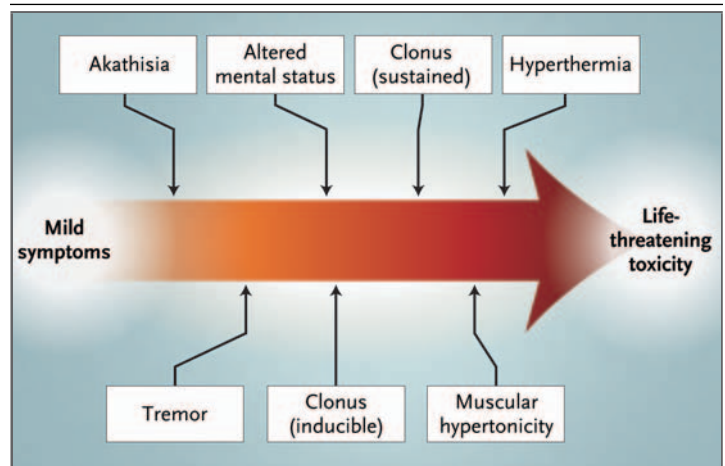 Akathisia
Altered
mental status
Clonus
(sustained)
Hyperthermia
Mild
symptoms
Life-
threatening
toxicity
Tremor
Clonus
(inducible)
Muscular
hypertonicity